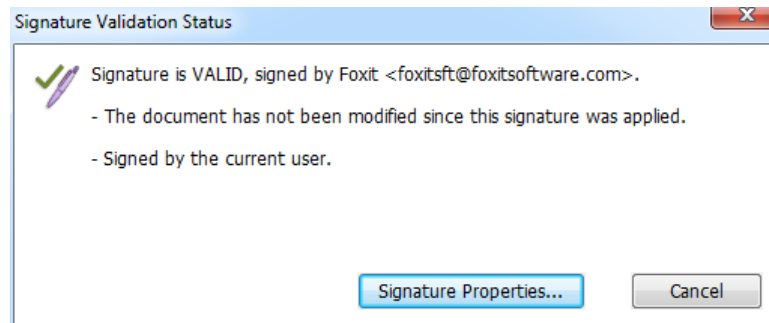 Signature Validation Status
Signature is VALID, signed by Foxit <foxitsft@foxitsoftware.com>.
- The document has not been modified since this signature was applied.
- Signed by the current user.
Signature Properties... Cancel